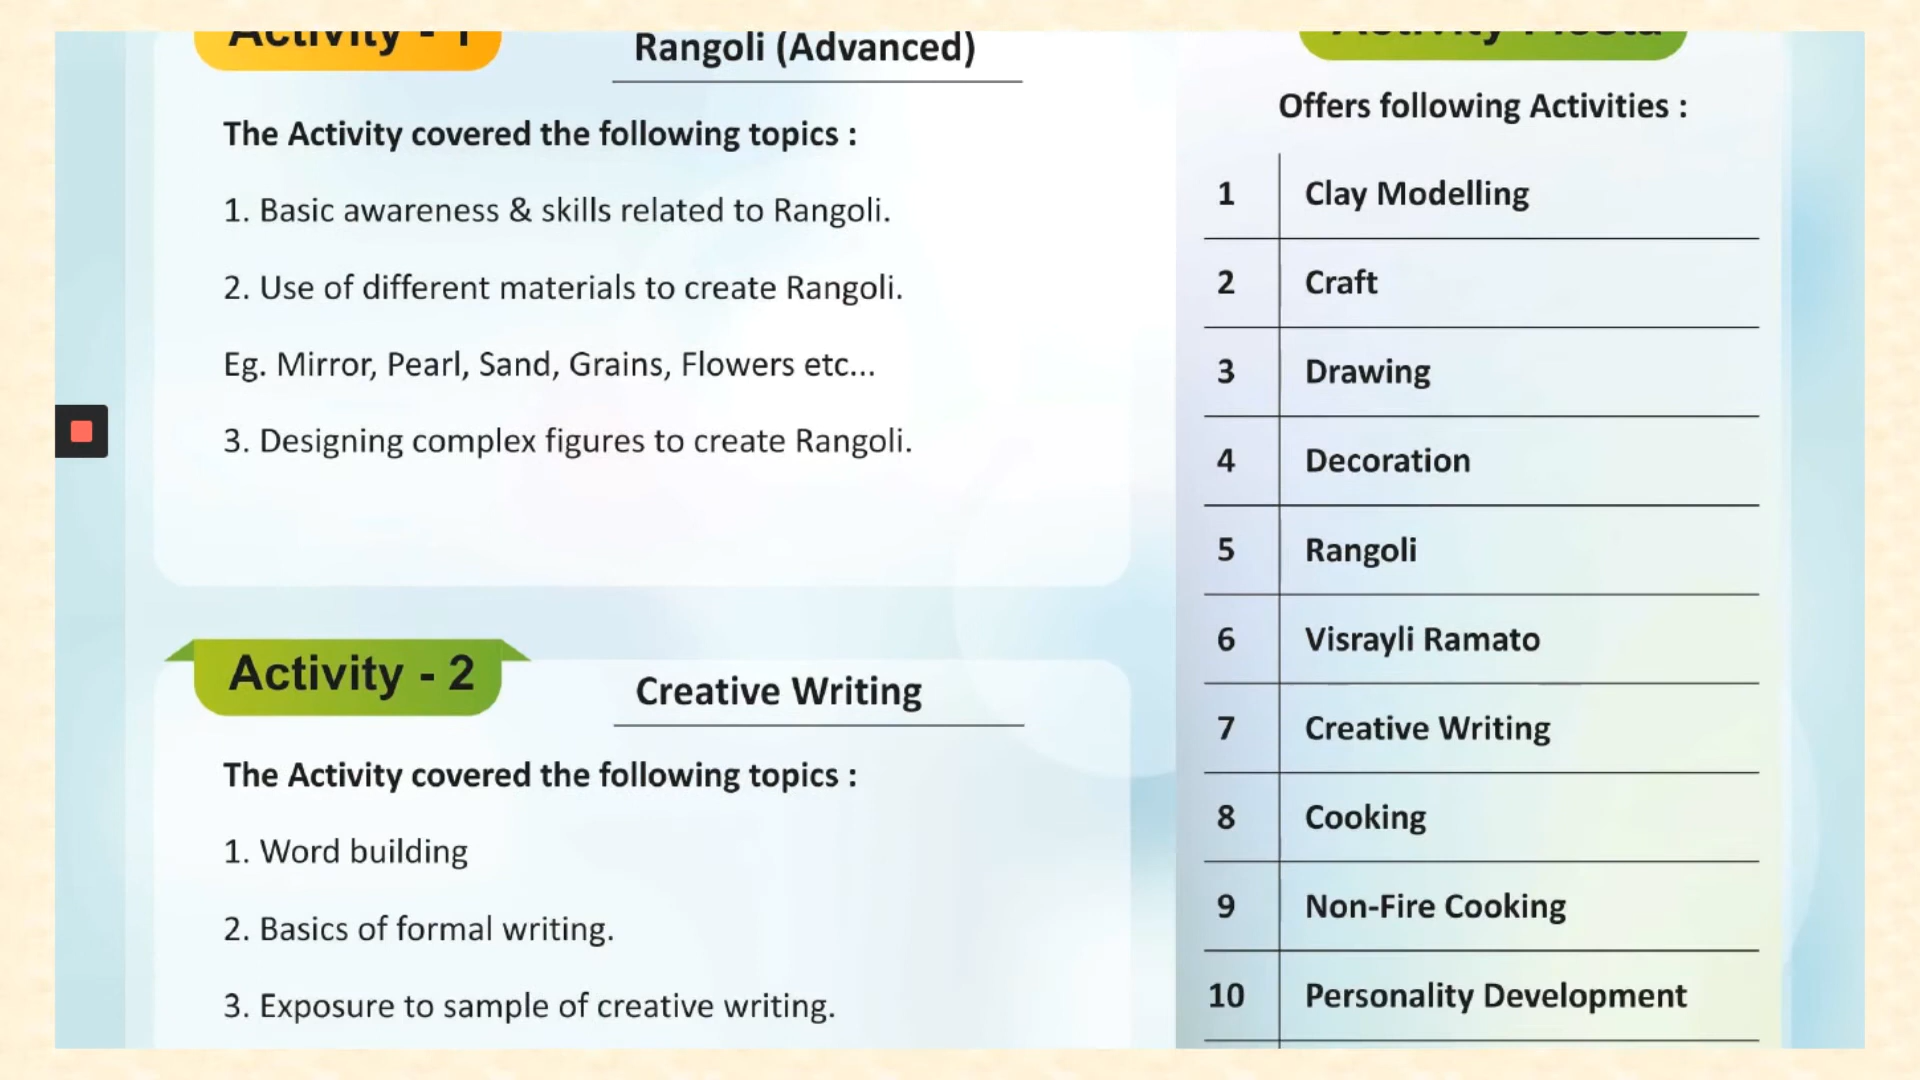 Activity - 1
Rangoli (Advanced)
The Activity covered the following topics :
1. Basic awareness & skills related to Rangoli.
2. Use of different materials to create Rangoli.
Eg. Mirror, Pearl, Sand, Grains, Flowers etc...
3. Designing complex figures to create Rangoli.
Activity - 2
Creative Writing
The Activity covered the following topics :
1. Word building
2. Basics of formal writing.
3. Exposure to sample of creative writing.
Activity Fiesta
Offers following Activities :
1 Clay Modelling
2 Craft
3 Drawing
4 Decoration
5 Rangoli
6 Visrayli Ramato
7 Creative Writing
8 Cooking
9 Non-Fire Cooking
10 Personality Development